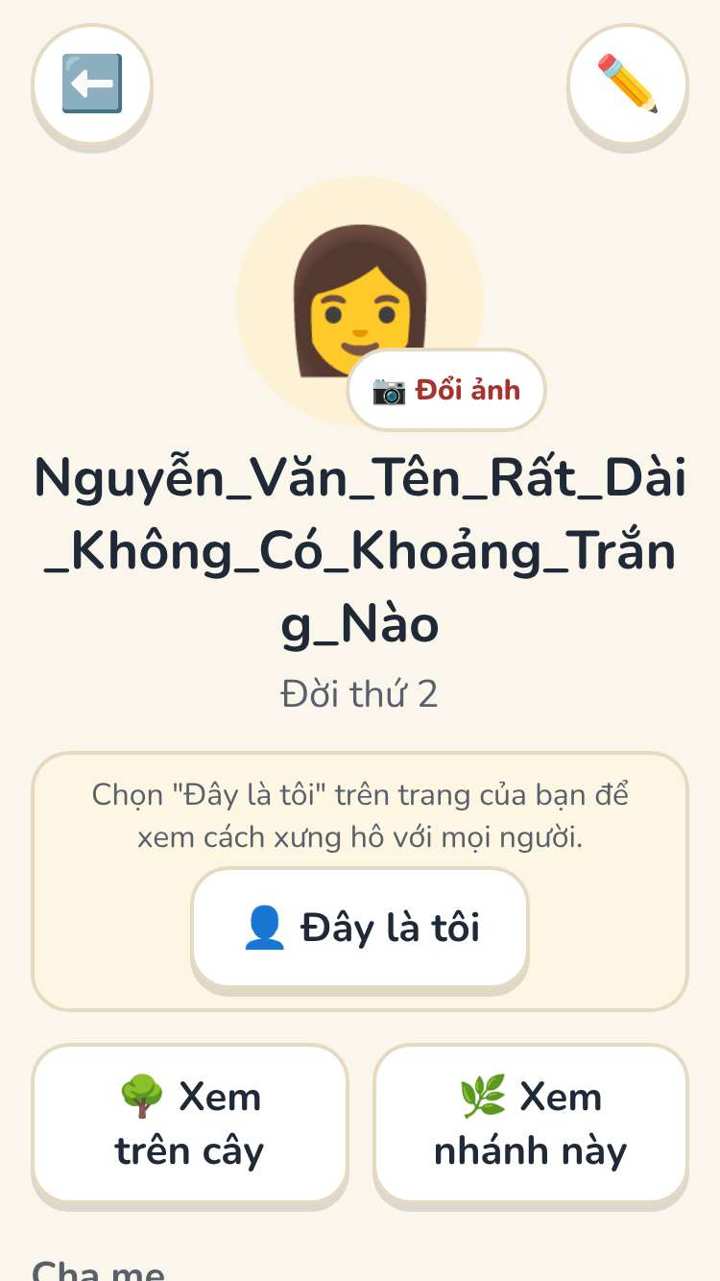 Đổi ảnh
Nguyễn_Văn_Tên_Rất_Dài
_Không_Có_Khoảng_Trắn
g_Nào
Đời thứ 2
Chọn "Đây là tôi" trên trang của bạn để
xem cách xưng hô với mọi người.
Đây là tôi
Xem
trên cây
Xem
nhánh này
Cha mẹ